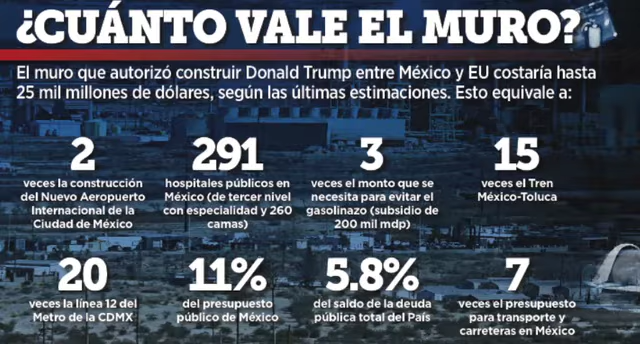 ¿CUÁNTO VALE EL MURO?
El muro que autorizó construir Donald Trump entre México y EU costaría hasta
25 mil millones de dólares, según las últimas estimaciones. Esto equivale a:
2
veces la construcción
del Nuevo Aeropuerto
Internacional de la
Ciudad de México
291
hospitales públicos en
México (de tercer nivel
con especialidad y 260
camas)
3
veces el monto que se
necesita para evitar el
gasolinazo (subsidio de
200 mil mdp)
15
veces el Tren
México-Toluca
20
veces la línea 12 del
Metro de la CDMX
11%
del presupuesto
público de México
5.8%
del saldo de la deuda
pública total del País
7
veces el presupuesto
para transporte y
carreteras en México